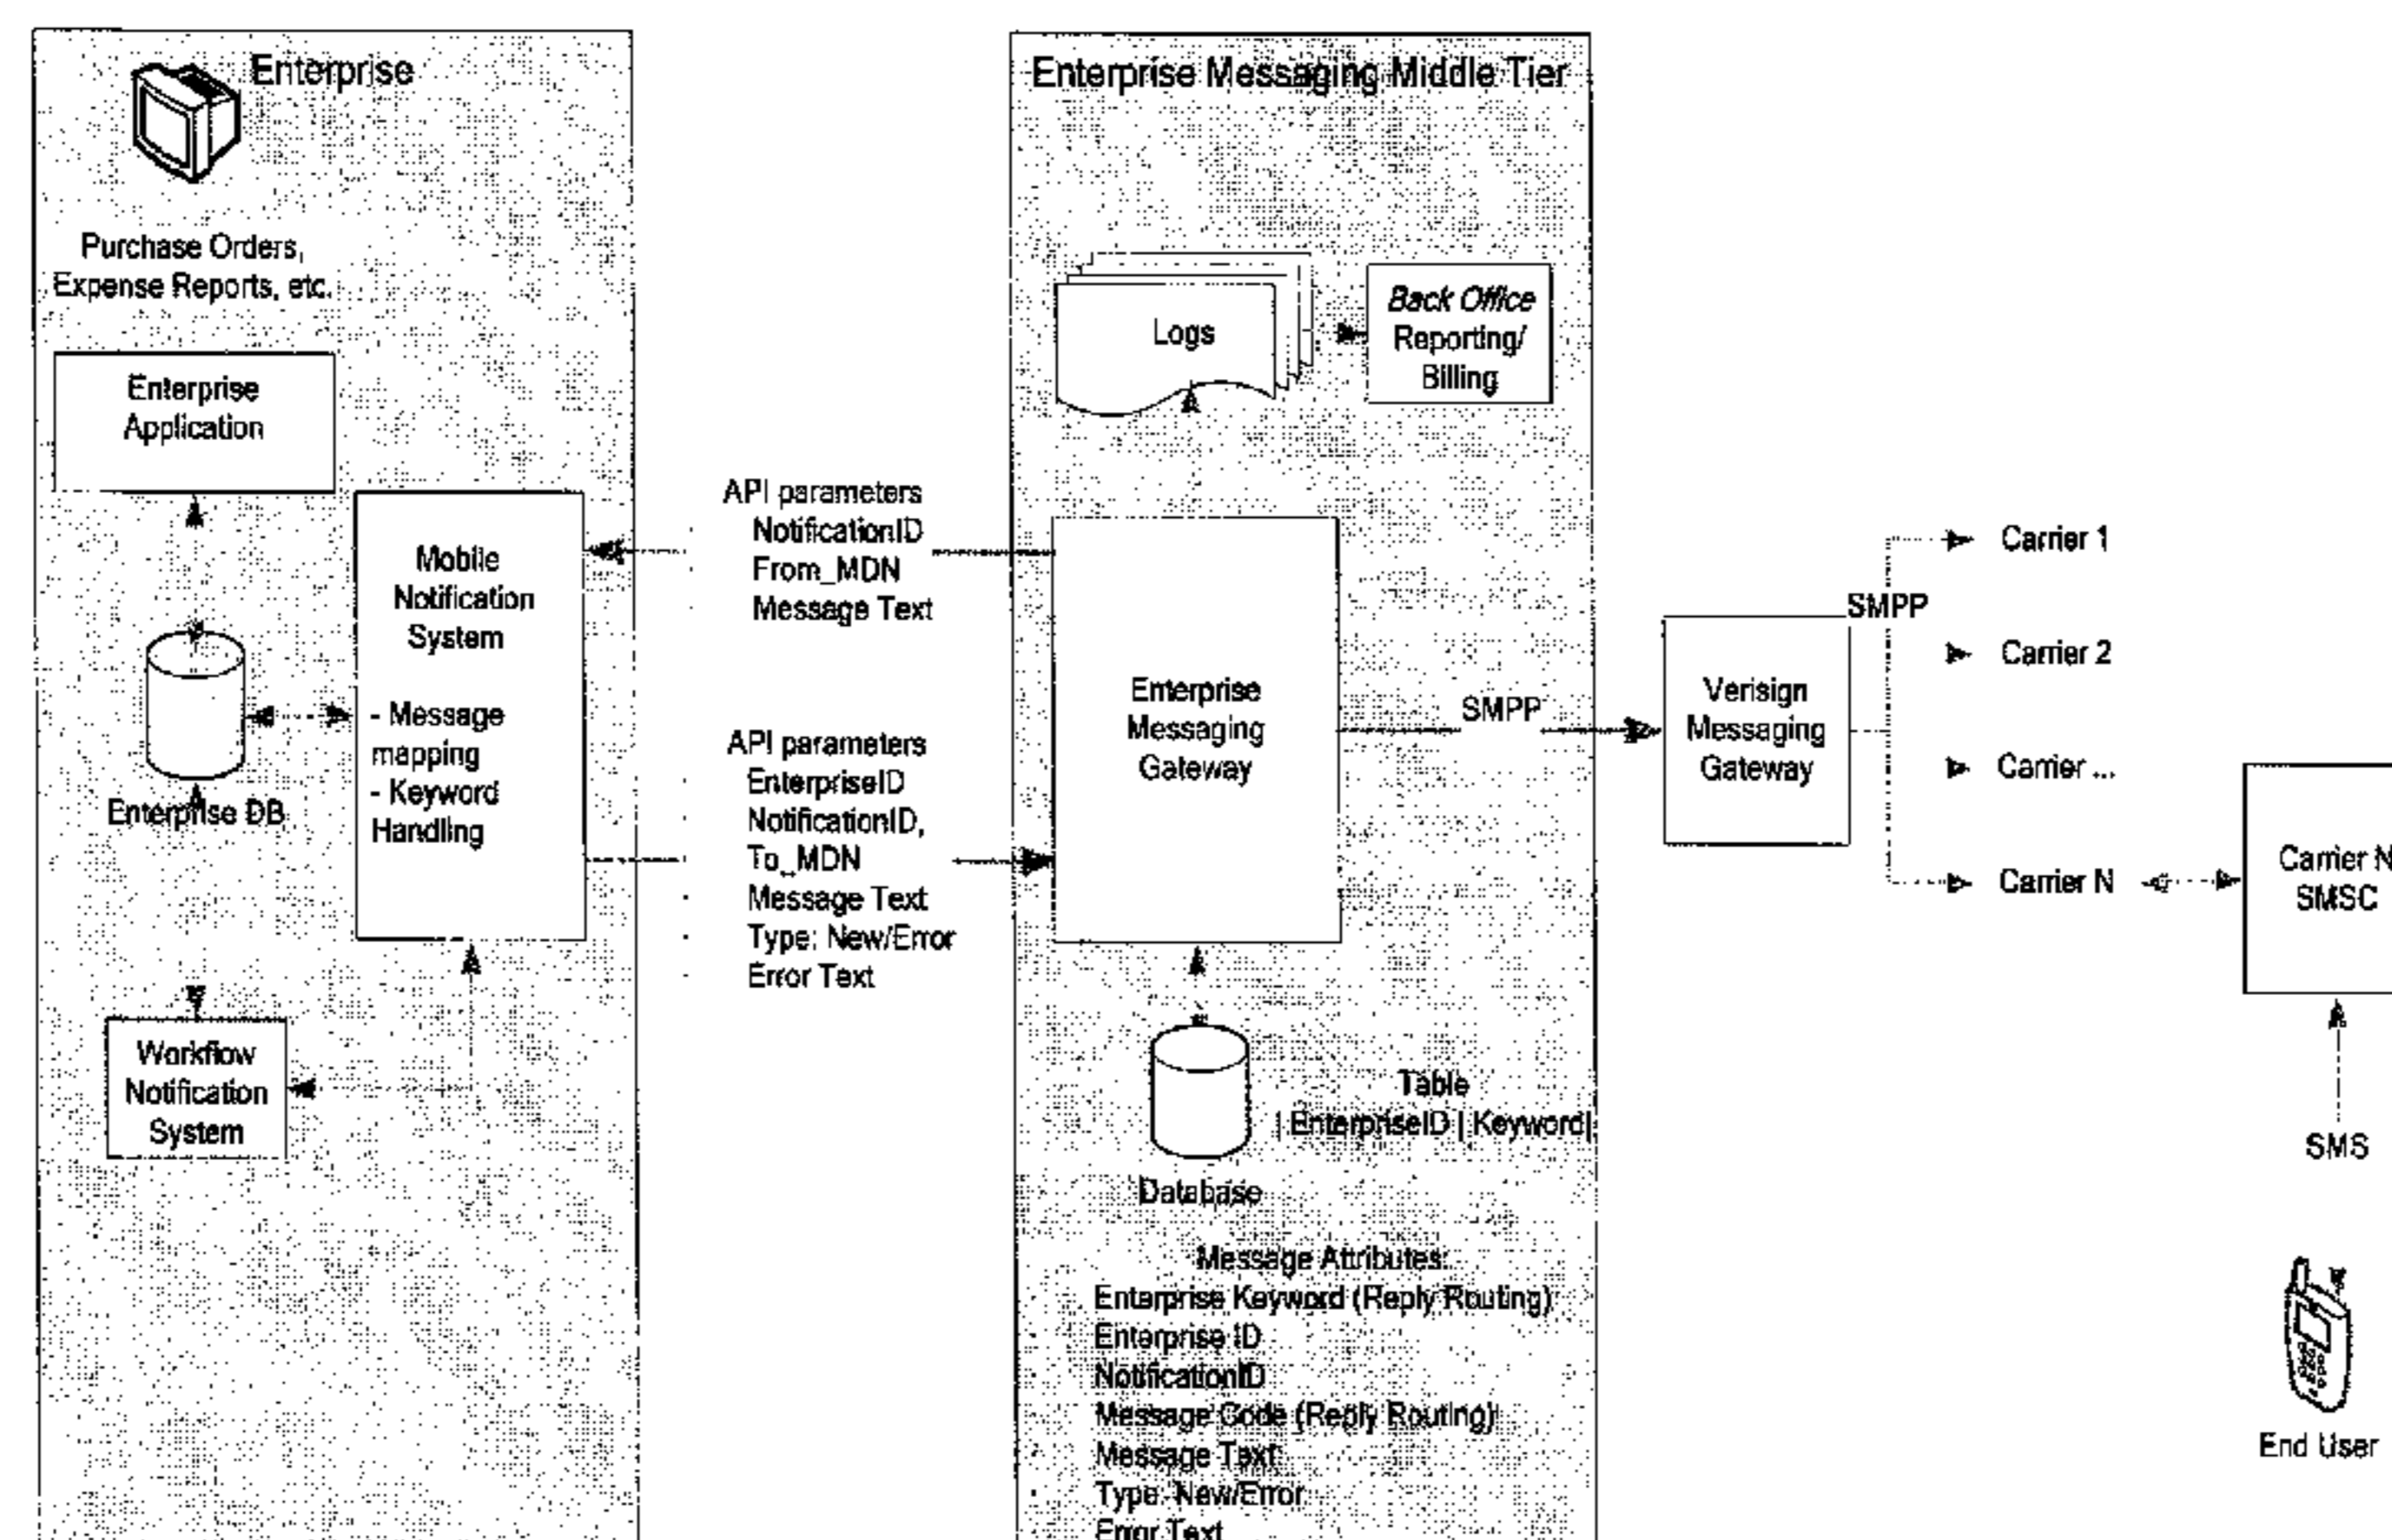 Enterprise
Purchase Orders,
Expense Reports, etc.
Enterprise
Application
Mobile
Notification
System
- Message
mapping
- Keyword
Handling
Enterprise DB
Workflow
Notification
System
API parameters
NotificationID
From_MDN
Message Text
API parameters
EnterpriseID
NotificationID,
To_MDN
Message Text
Type: New/Error
Error Text
Enterprise Messaging Middle Tier
Logs
Back Office
Reporting/
Billing
Enterprise
Messaging
Gateway
SMPP
Table
| EnterpriseID | Keyword|
Database
Message Attributes:
Enterprise Keyword (Reply Routing)
Enterprise ID
NotificationID
Message Code (Reply Routing)
Message Text
Type: New/Error
Error Text
Verisign
Messaging
Gateway
SMPP
Carrier 1
Carrier 2
Carrier ...
Carrier N
Carrier N
SMSC
SMS
End User